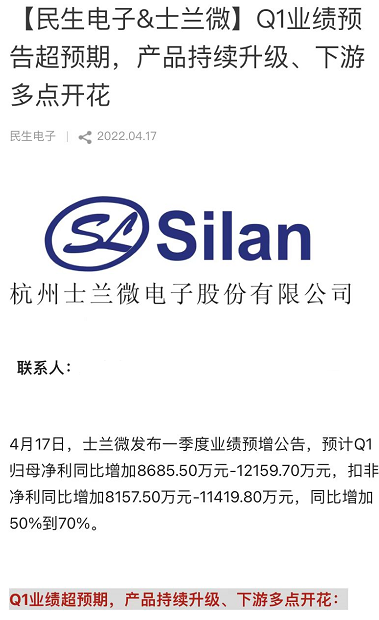 【民生电子&士兰微】Q1业绩预
告超预期，产品持续升级、下游
多点开花
民生电子 | 2022.04.17
SL Silan
杭州士兰微电子股份有限公司
联系人：
4月17日，士兰微发布一季度业绩预增公告，预计Q1
归母净利同比增加8685.50万元-12159.70万元，扣非
净利同比增加8157.50万元-11419.80万元，同比增加
50%到70%。
Q1业绩超预期，产品持续升级、下游多点开花：